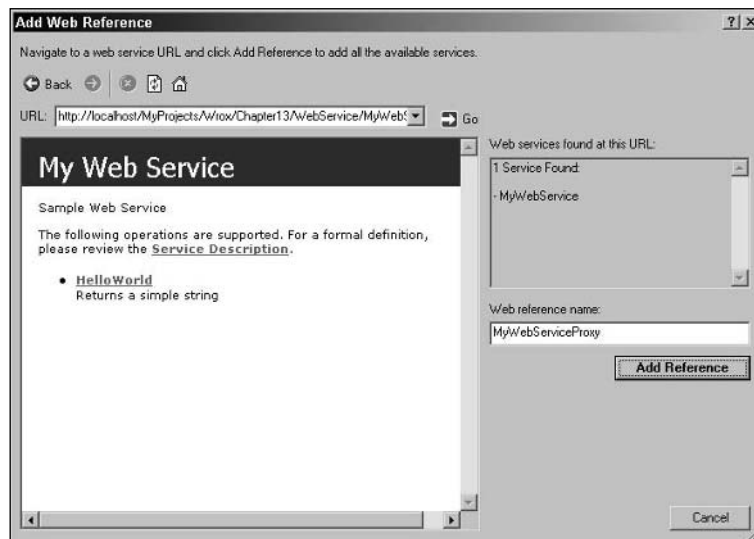 Add Web Reference
Navigate to a web service URL and click Add Reference to add all the available services.
Back
URL: http://localhost/MyProjects/Wrox/Chapter13/WebService/MyWebS
Go
My Web Service
Sample Web Service
The following operations are supported. For a formal definition,
please review the Service Description.
• HelloWorld
Returns a simple string
Web services found at this URL:
1 Service Found:
- MyWebService
Web reference name:
MyWebServiceProxy
Add Reference
Cancel